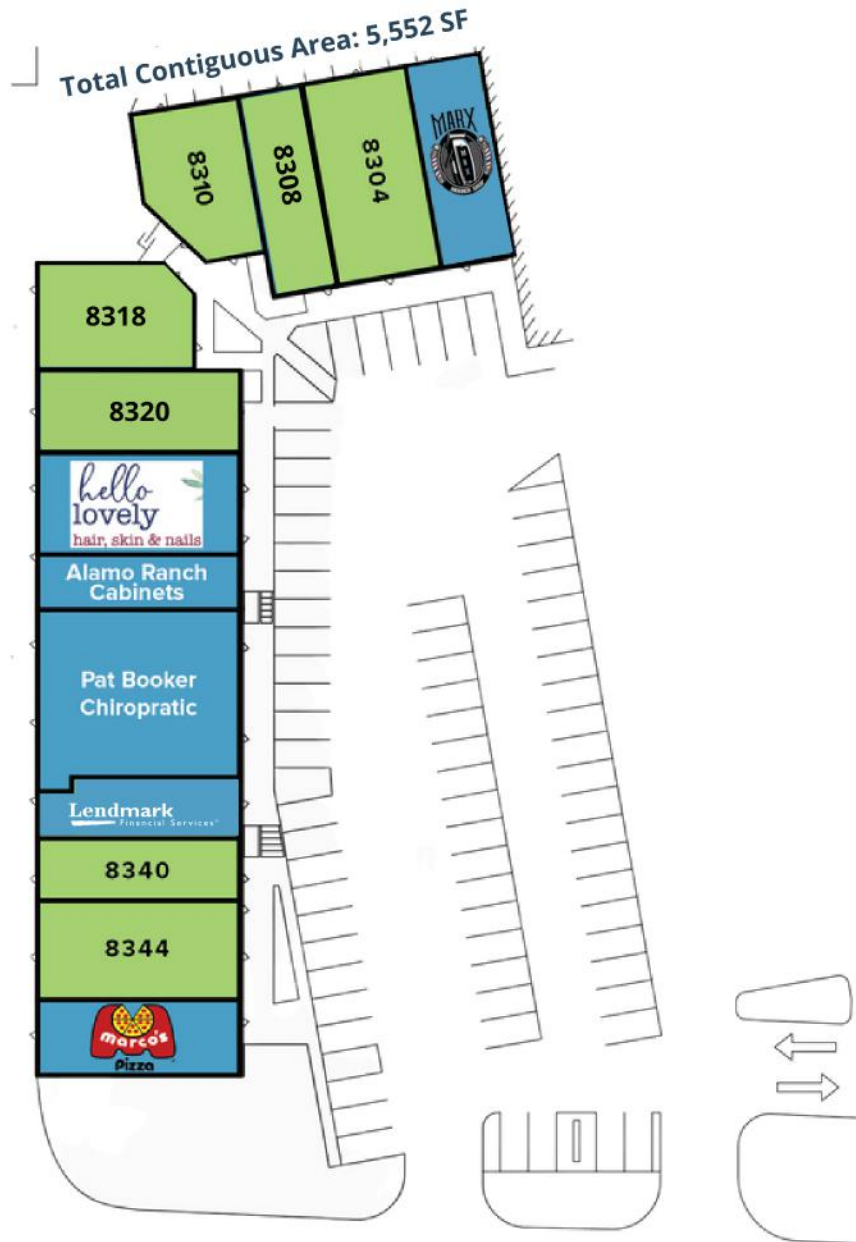 Total Contiguous Area: 5,552 SF
8310
8308
8304
MARX
8318
8320
hello
lovely
hair, skin & nails
Alamo Ranch
Cabinets
Pat Booker
Chiropratic
Lendmark
Financial Services
8340
8344
marco's
Pizza